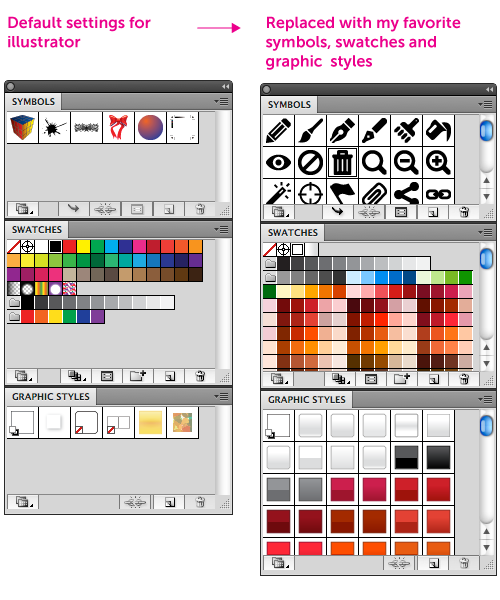 Default settings for
illustrator
Replaced with my favorite
symbols, swatches and
graphic styles
SYMBOLS
SWATCHES
GRAPHIC STYLES
SYMBOLS
SWATCHES
GRAPHIC STYLES